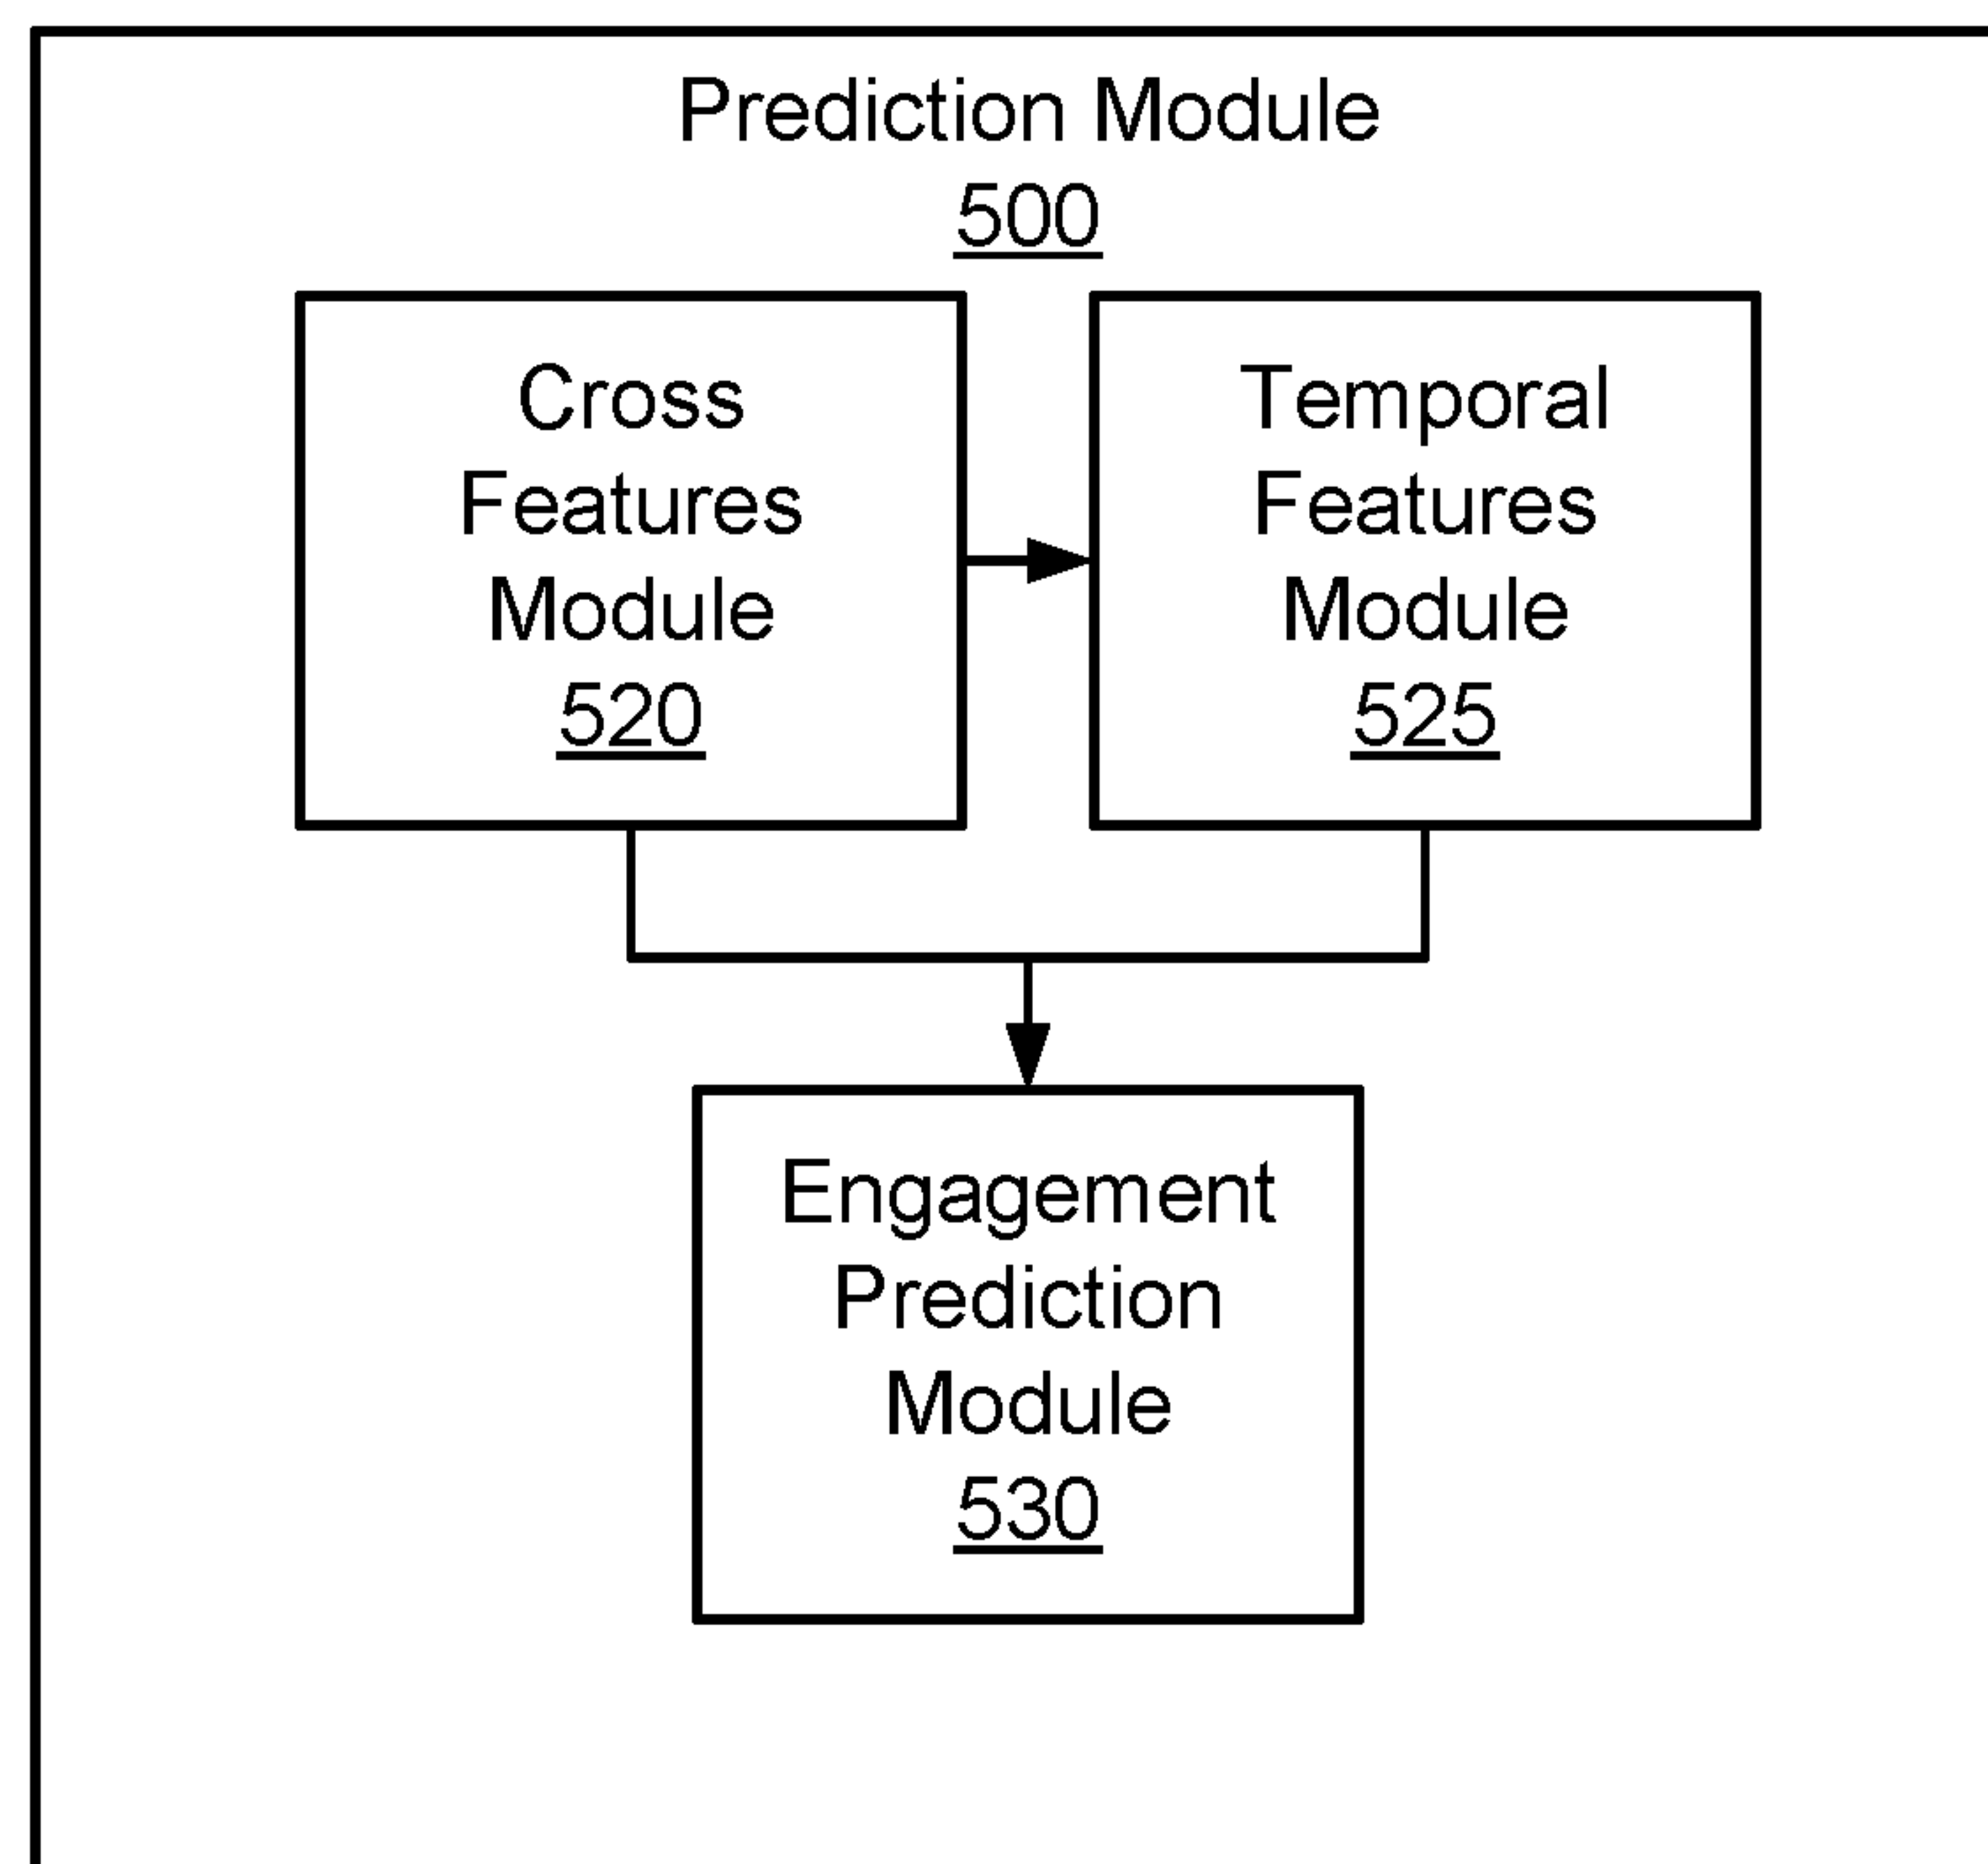 Prediction Module
500
Cross
Features
Module
520
Temporal
Features
Module
525
Engagement
Prediction
Module
530